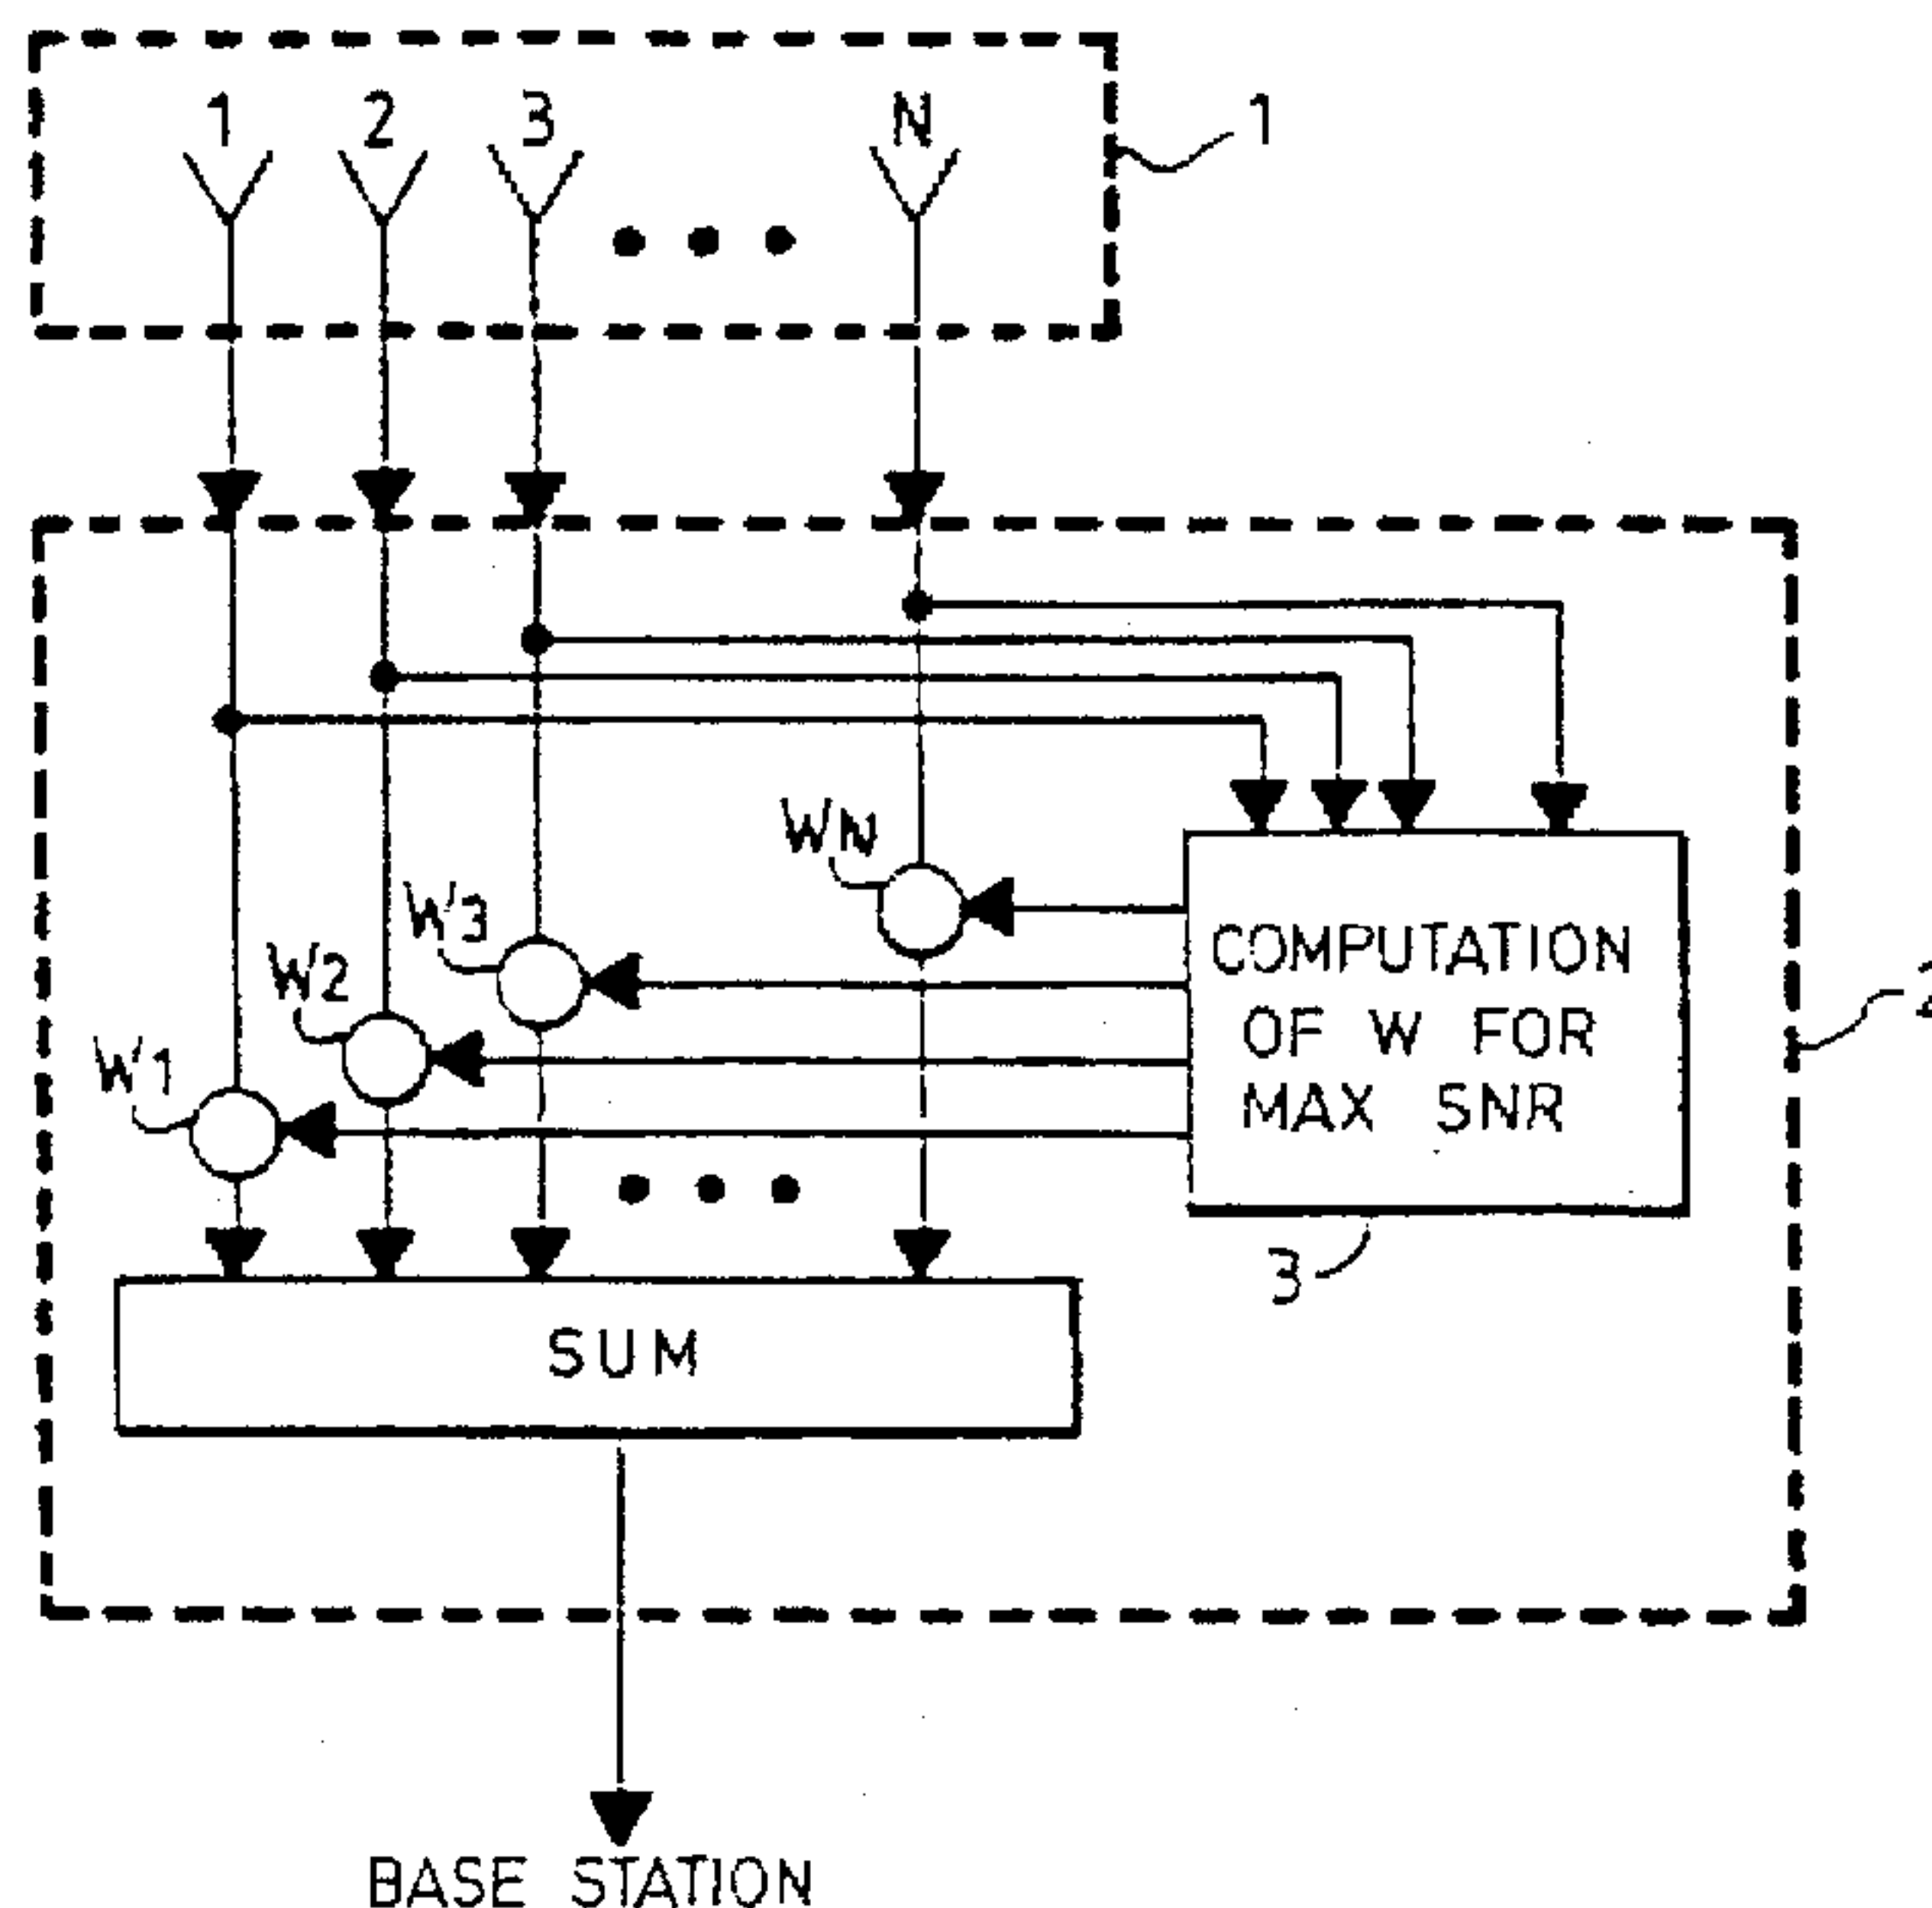 1 2 3 N
1
WN
W3
W2
W1
COMPUTATION
OF W FOR
MAX SNR
2
3
SUM
BASE STATION